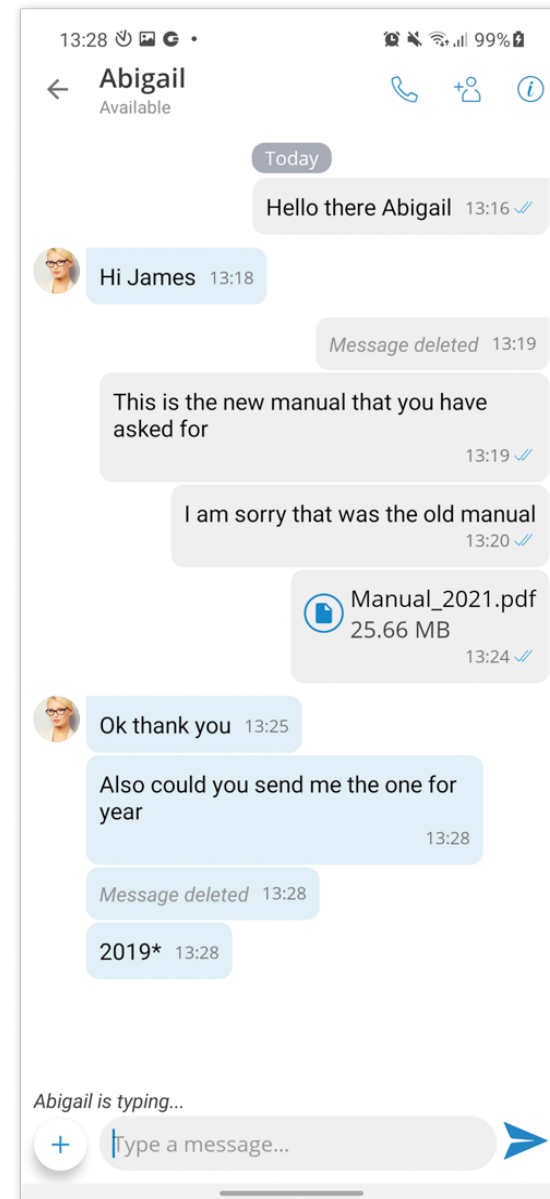 13:28
99%
Abigail
Available
Today
Hello there Abigail 13:16
Hi James 13:18
Message deleted 13:19
This is the new manual that you have
asked for
13:19
I am sorry that was the old manual
13:20
Manual_2021.pdf
25.66 MB
13:24
Ok thank you 13:25
Also could you send me the one for
year
13:28
Message deleted 13:28
2019* 13:28
Abigail is typing...
Type a message...